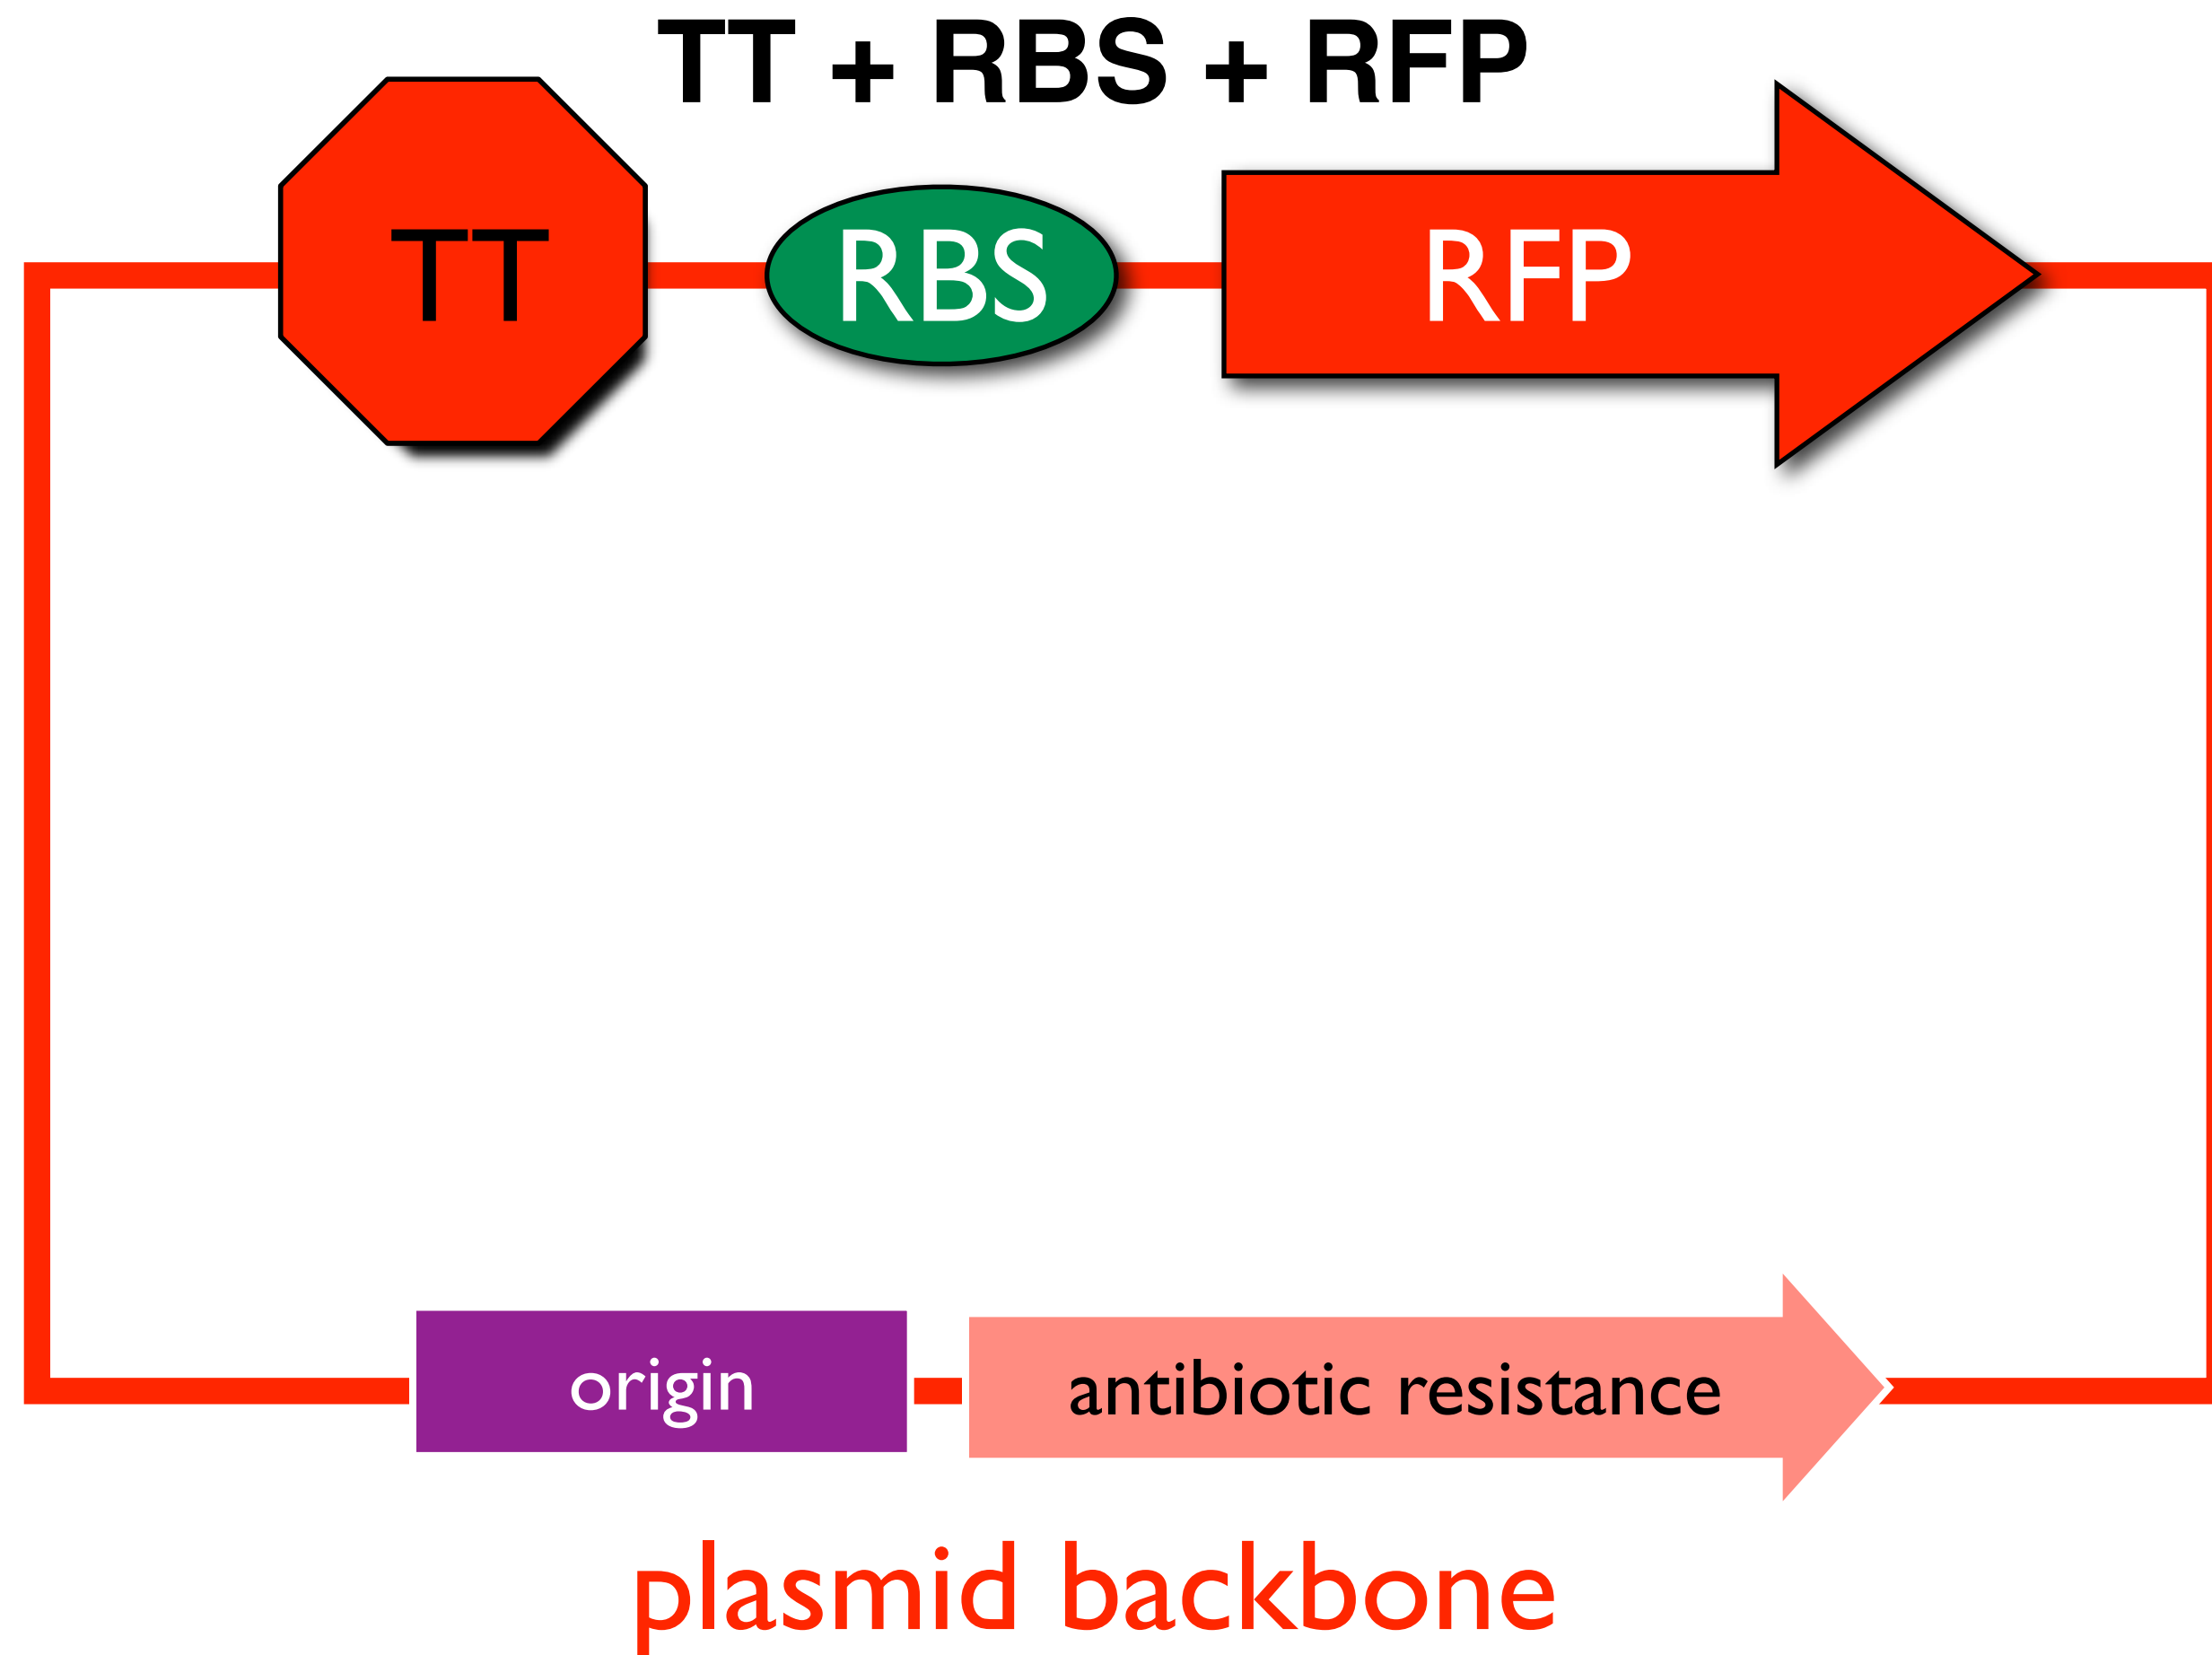 TT + RBS + RFP
TT
RBS
RFP
origin
antibiotic resistance
plasmid backbone